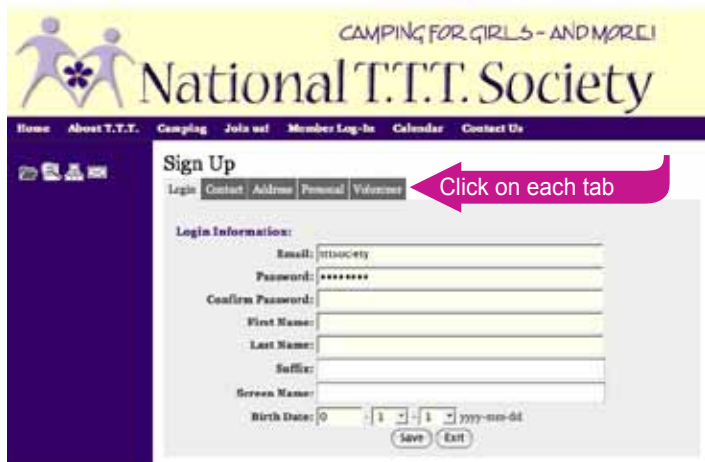 CAMPING FOR GIRLS - AND MORE!
National T.T.T. Society
Home About T.T.T. Camping Join us! Member Log-In Calendar Contact Us
Sign Up
Login Contact Address Personal Volunteer
Click on each tab
Login Information:
Email: tttsociety
Password: ••••••••
Confirm Password:
First Name:
Last Name:
Suffix:
Screen Name:
Birth Date: 0 - 1 - 1 yyyy-mm-dd
Save Exit